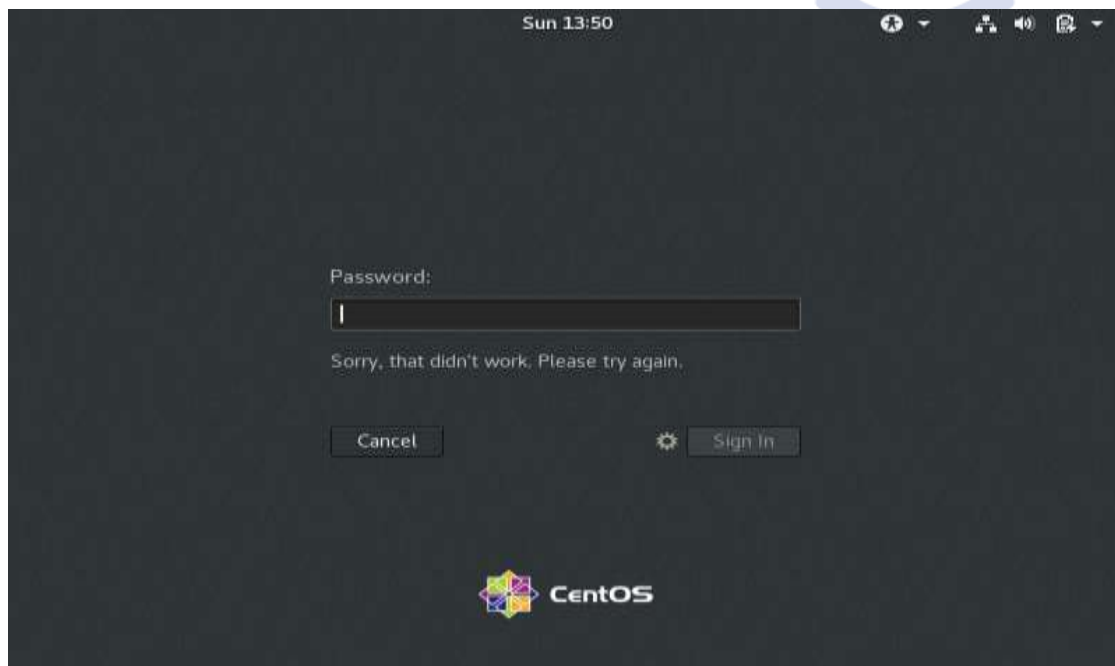 Sun 13:50
Password:
Sorry, that didn't work. Please try again.
Cancel
Sign In
CentOS